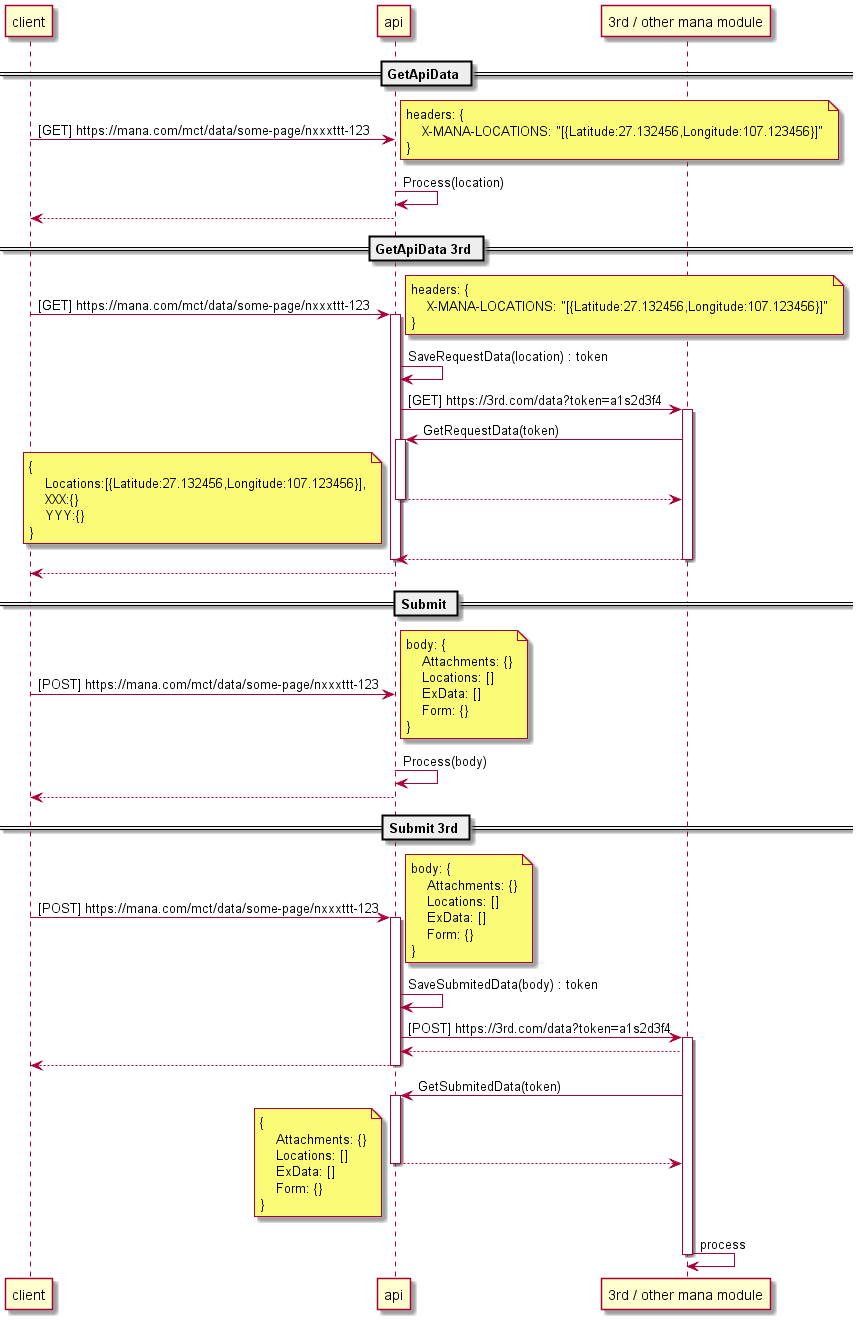 client
api
3rd / other mana module
GetApiData
headers: {
X-MANA-LOCATIONS: "[{Latitude:27.132456,Longitude:107.123456}]"
}
[GET] https://mana.com/mct/data/some-page/nxxxttt-123
Process(location)
GetApiData 3rd
headers: {
X-MANA-LOCATIONS: "[{Latitude:27.132456,Longitude:107.123456}]"
}
[GET] https://mana.com/mct/data/some-page/nxxxttt-123
SaveRequestData(location) : token
[GET] https://3rd.com/data?token=a1s2d3f4
GetRequestData(token)
{
Locations:[{Latitude:27.132456,Longitude:107.123456}],
XXX:{}
YYY:{}
}
Submit
body: {
Attachments: {}
Locations: []
ExData: []
Form: {}
}
[POST] https://mana.com/mct/data/some-page/nxxxttt-123
Process(body)
Submit 3rd
body: {
Attachments: {}
Locations: []
ExData: []
Form: {}
}
[POST] https://mana.com/mct/data/some-page/nxxxttt-123
SaveSubmitedData(body) : token
[POST] https://3rd.com/data?token=a1s2d3f4
GetSubmitedData(token)
{
Attachments: {}
Locations: []
ExData: []
Form: {}
}
process
client
api
3rd / other mana module